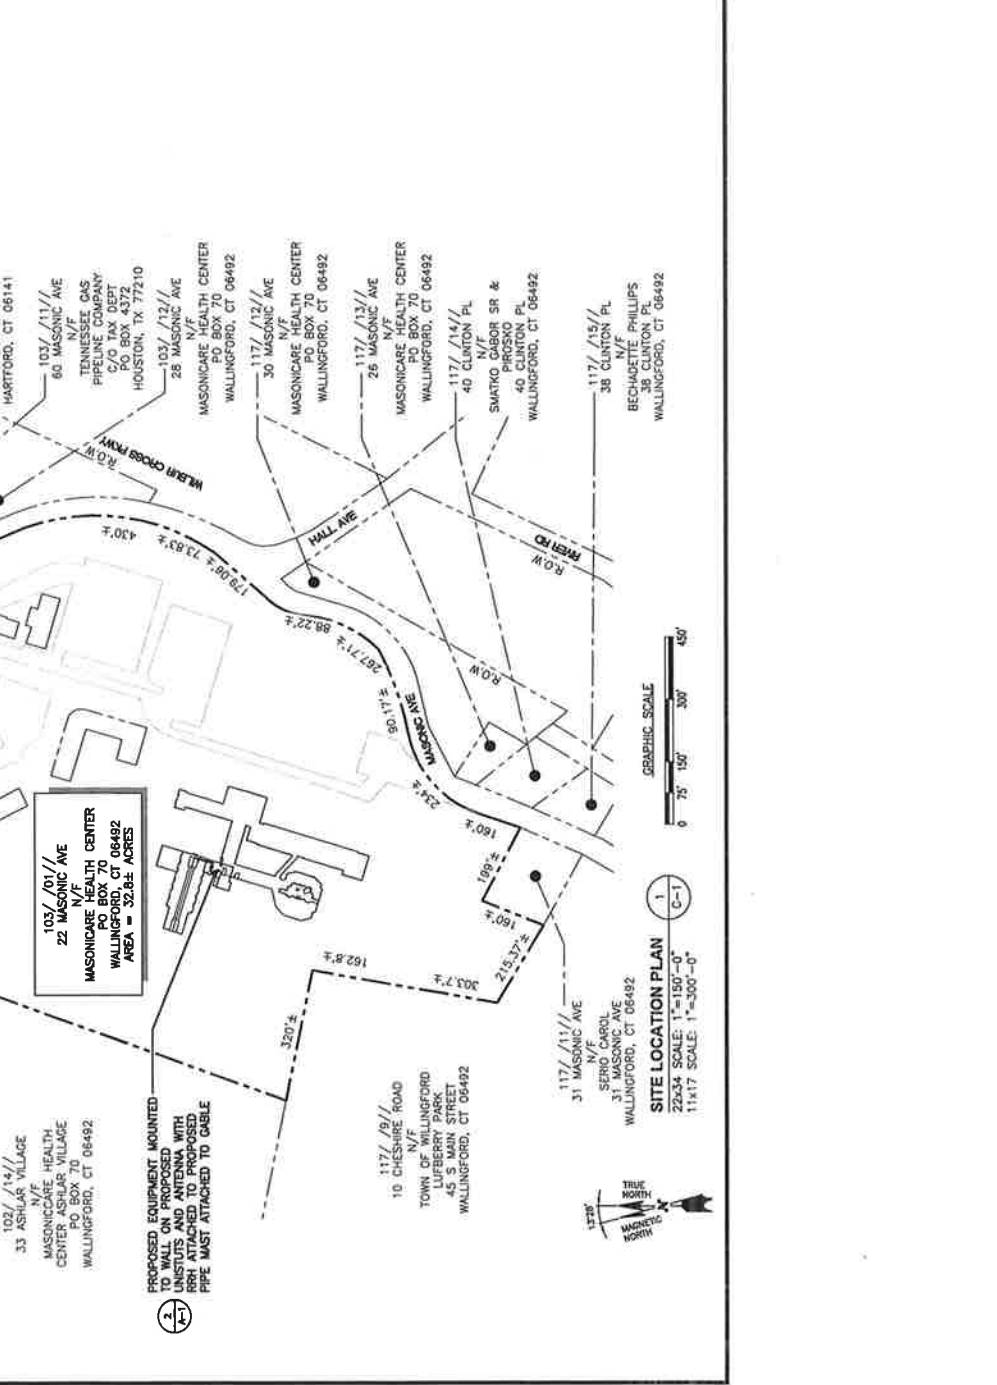 HARTFORD, CT 06141
103/ /11//
60 MASONIC AVE
N/F
TENNESSEE GAS
PIPELINE COMPANY
C/O TAX DEPT
PO BOX 4372
HOUSTON, TX 77210
103/ /12//
28 MASONIC AVE
N/F
MASONICARE HEALTH CENTER
PO BOX 70
WALLINGFORD, CT 06492
117/ /12//
30 MASONIC AVE
N/F
MASONICARE HEALTH CENTER
PO BOX 70
WALLINGFORD, CT 06492
117/ /13//
26 MASONIC AVE
N/F
MASONICARE HEALTH CENTER
PO BOX 70
WALLINGFORD, CT 06492
117/ /14//
40 CLINTON PL
N/F
SMATKO GABOR SR &
PIROSKO
40 CLINTON PL
WALLINGFORD, CT 06492
117/ /15//
38 CLINTON PL
N/F
BECHADETTE PHILLIPS
38 CLINTON PL
WALLINGFORD, CT 06492
WILBUR CROSS PKWY
R.O.W
HALL AVE
RIVER RD
R.O.W
R.O.W
MASONIC AVE
430'±
73.83'±
179.06'±
88.22'±
267.71'±
90.17'±
234'±
160'±
199'±
160'±
215.37'±
303.7'±
162.8'±
320'±
103/ /01//
22 MASONIC AVE
N/F
MASONICARE HEALTH CENTER
PO BOX 70
WALLINGFORD, CT 06492
AREA = 32.8± ACRES
102/ /14//
33 ASHLAR VILLAGE
N/F
MASONICCARE HEALTH
CENTER ASHLAR VILLAGE
PO BOX 70
WALLINGFORD, CT 06492
PROPOSED EQUIPMENT MOUNTED
TO WALL ON PROPOSED
UNISTUTS AND ANTENNA WITH
RRH ATTACHED TO PROPOSED
PIPE MAST ATTACHED TO GABLE
2
A-1
117/ /9//
10 CHESHIRE ROAD
N/F
TOWN OF WILLINGFORD
LUFBERRY PARK
45 S MAIN STREET
WALLINGFORD, CT 06492
117/ /11//
31 MASONIC AVE
N/F
SERIO CAROL
31 MASONIC AVE
WALLINGFORD, CT 06492
GRAPHIC SCALE
0 75' 150' 300' 450'
SITE LOCATION PLAN
22x34 SCALE: 1"=150'-0"
11x17 SCALE: 1"=300'-0"
1
C-1
13°28'
TRUE
NORTH
MAGNETIC
NORTH
N